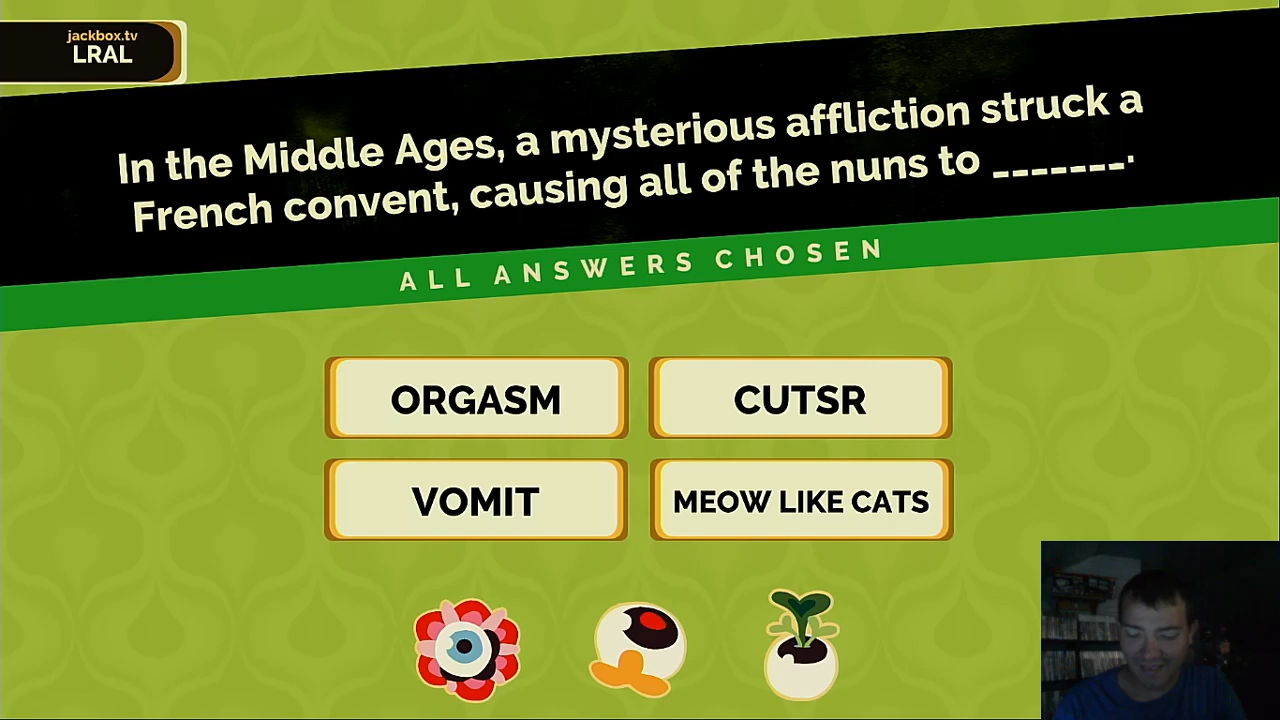 jackbox.tv
LRAL
In the Middle Ages, a mysterious affliction struck a
French convent, causing all of the nuns to _______.
ALL ANSWERS CHOSEN
ORGASM
CUTSR
VOMIT
MEOW LIKE CATS